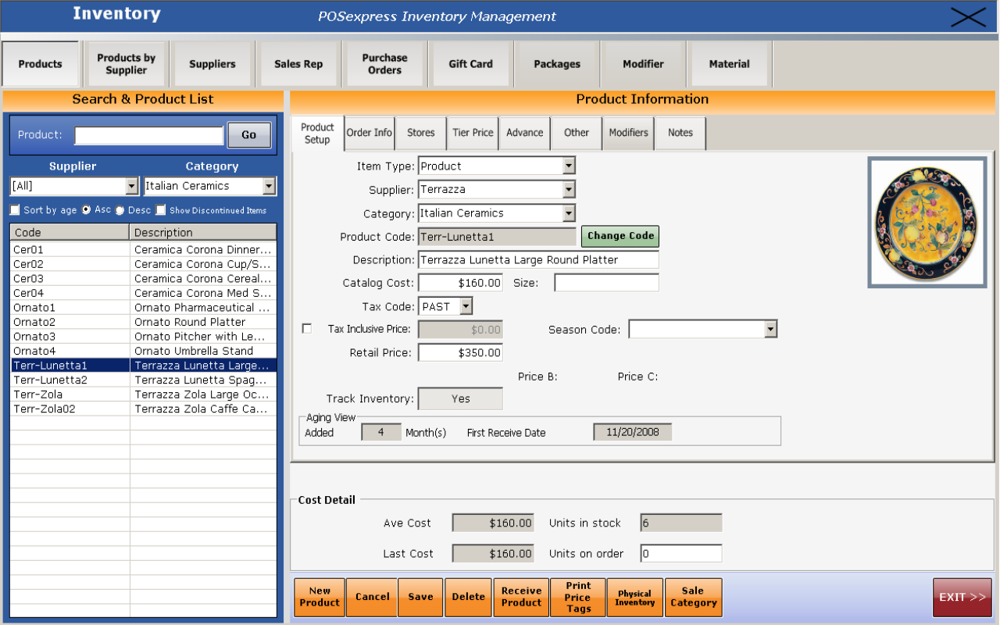 Inventory
POSexpress Inventory Management
Products
Products by
Supplier
Suppliers
Sales Rep
Purchase
Orders
Gift Card
Packages
Modifier
Material
Search & Product List
Product:
Go
Supplier
Category
[All]
Italian Ceramics
Sort by age
Asc
Desc
Show Discontinued Items
Code Description
Cer01 Ceramica Corona Dinner...
Cer02 Ceramica Corona Cup/S...
Cer03 Ceramica Corona Cereal...
Cer04 Ceramica Corona Med S...
Ornato1 Ornato Pharmaceutical ...
Ornato2 Ornato Round Platter
Ornato3 Ornato Pitcher with Le...
Ornato4 Ornato Umbrella Stand
Terr-Lunetta1 Terrazza Lunetta Large...
Terr-Lunetta2 Terrazza Lunetta Spag...
Terr-Zola Terrazza Zola Large Oc...
Terr-Zola02 Terrazza Zola Caffe Ca...
Product Information
Product
Setup
Order Info
Stores
Tier Price
Advance
Other
Modifiers
Notes
Item Type: Product
Supplier: Terrazza
Category: Italian Ceramics
Product Code: Terr-Lunetta1 Change Code
Description: Terrazza Lunetta Large Round Platter
Catalog Cost: $160.00 Size:
Tax Code: PAST
Tax Inclusive Price: $0.00 Season Code:
Retail Price: $350.00
Price B: Price C:
Track Inventory: Yes
Aging View
Added 4 Month(s) First Receive Date 11/20/2008
Cost Detail
Ave Cost $160.00 Units in stock 6
Last Cost $160.00 Units on order 0
New
Product
Cancel
Save
Delete
Receive
Product
Print
Price
Tags
Physical
Inventory
Sale
Category
EXIT >>